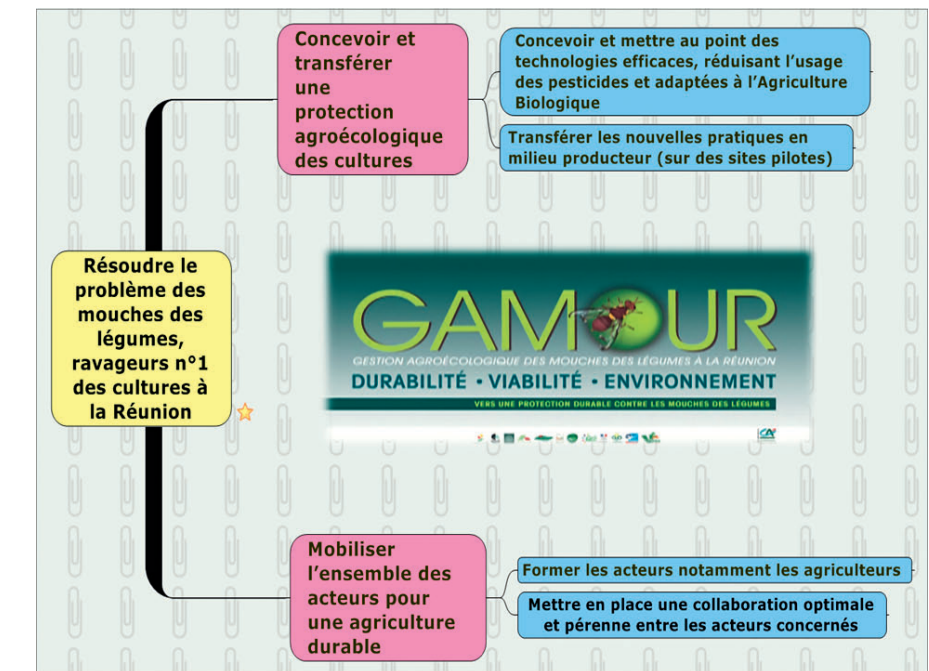 Concevoir et
transférer
une
protection
agroécologique
des cultures
Concevoir et mettre au point des
technologies efficaces, réduisant l'usage
des pesticides et adaptées à l'Agriculture
Biologique
Transférer les nouvelles pratiques en
milieu producteur (sur des sites pilotes)
Résoudre le
problème des
mouches des
légumes,
ravageurs n°1
des cultures à
la Réunion
GAMOUR
GESTION AGROÉCOLOGIQUE DES MOUCHES DES LÉGUMES À LA RÉUNION
DURABILITÉ • VIABILITÉ • ENVIRONNEMENT
VERS UNE PROTECTION DURABLE CONTRE LES MOUCHES DES LÉGUMES
Mobiliser
l'ensemble des
acteurs pour
une agriculture
durable
Former les acteurs notamment les agriculteurs
Mettre en place une collaboration optimale
et pérenne entre les acteurs concernés